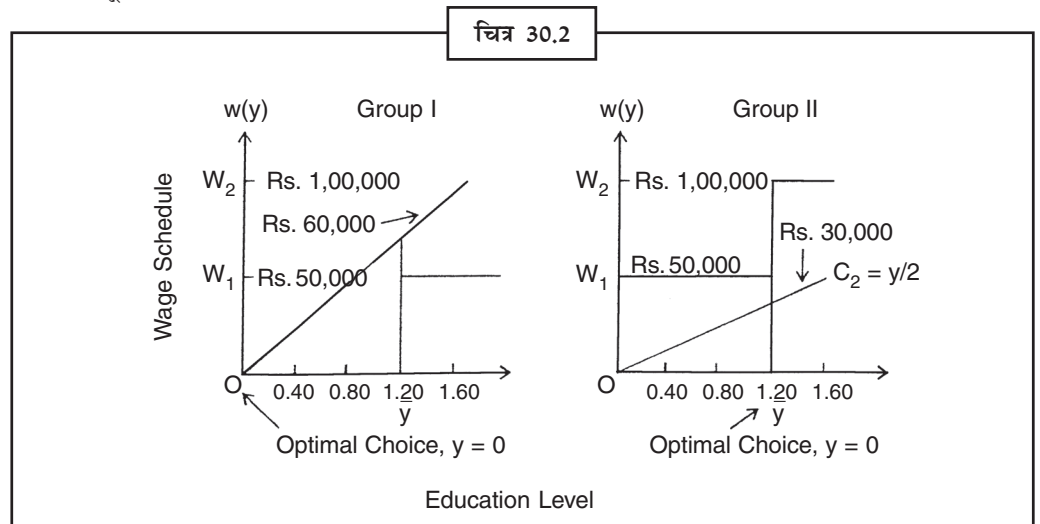 चित्र 30.2
w(y) Group I
W2 Rs. 1,00,000
Rs. 60,000
W1 Rs. 50,000
Wage Schedule
O 0.40 0.80 1.20 1.60
y
Optimal Choice, y = 0
w(y) Group II
W2 Rs. 1,00,000
Rs. 30,000
W1 Rs. 50,000
C2 = y/2
O 0.40 0.80 1.20 1.60
y
Optimal Choice, y = 0
Education Level